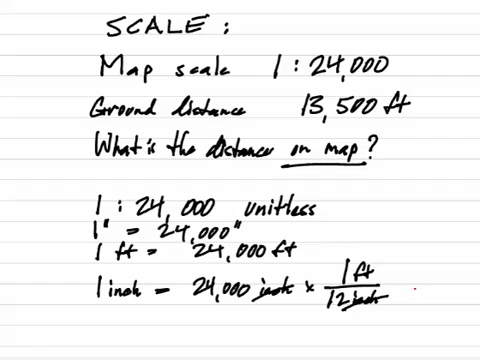 SCALE :
Map scale 1 : 24,000
Ground distance 13,500 ft
What is the distance on map?
1 : 24,000 unitless
1" = 24,000"
1 ft = 24,000 ft
1 inch = 24,000 inch × 1 ft / 12 inch